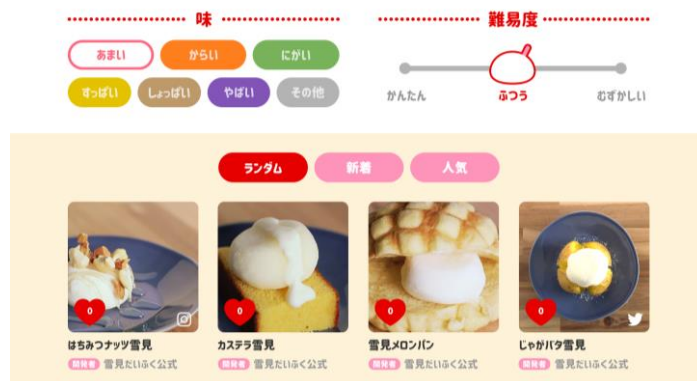 味
難易度
あまい
からい
にがい
すっぱい
しょっぱい
やばい
その他
かんたん
ふつう
むずかしい
ランダム
新着
人気
0
0
0
0
はちみつナッツ雪見
カステラ雪見
雪見メロンパン
じゃがバタ雪見
開発者 雪見だいふく公式
開発者 雪見だいふく公式
開発者 雪見だいふく公式
開発者 雪見だいふく公式